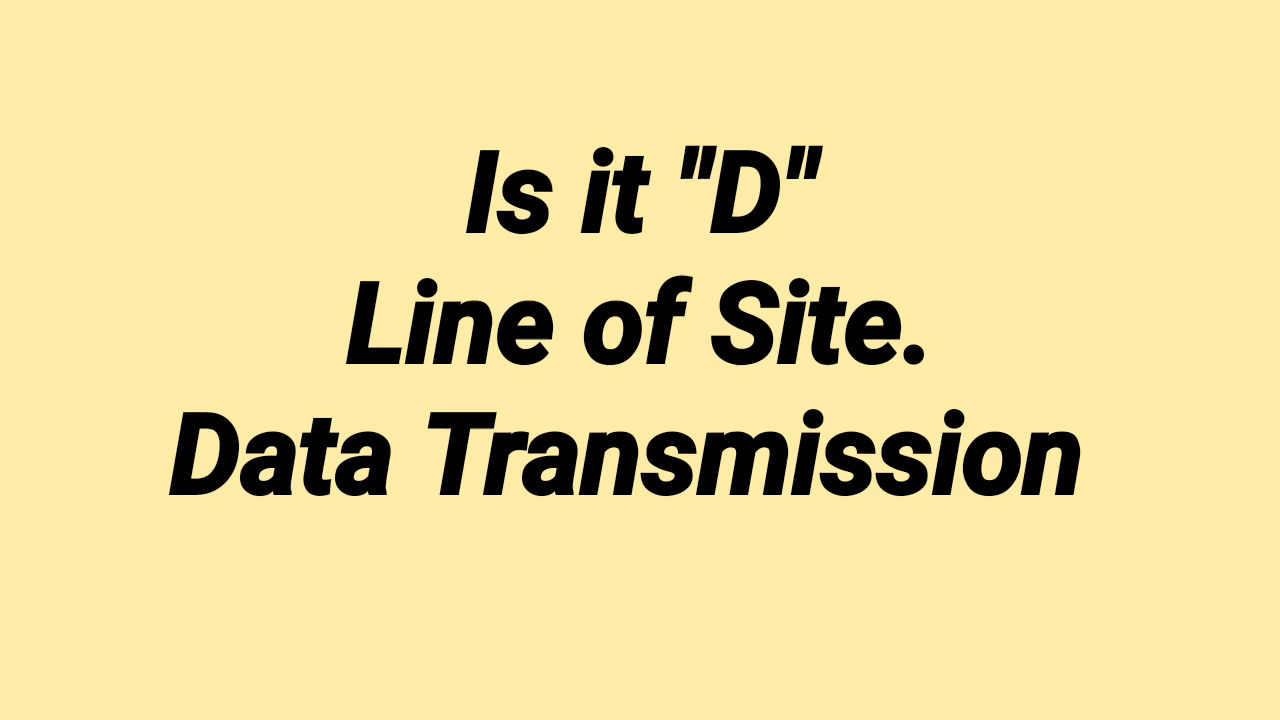 Is it "D"
Line of Site.
Data Transmission